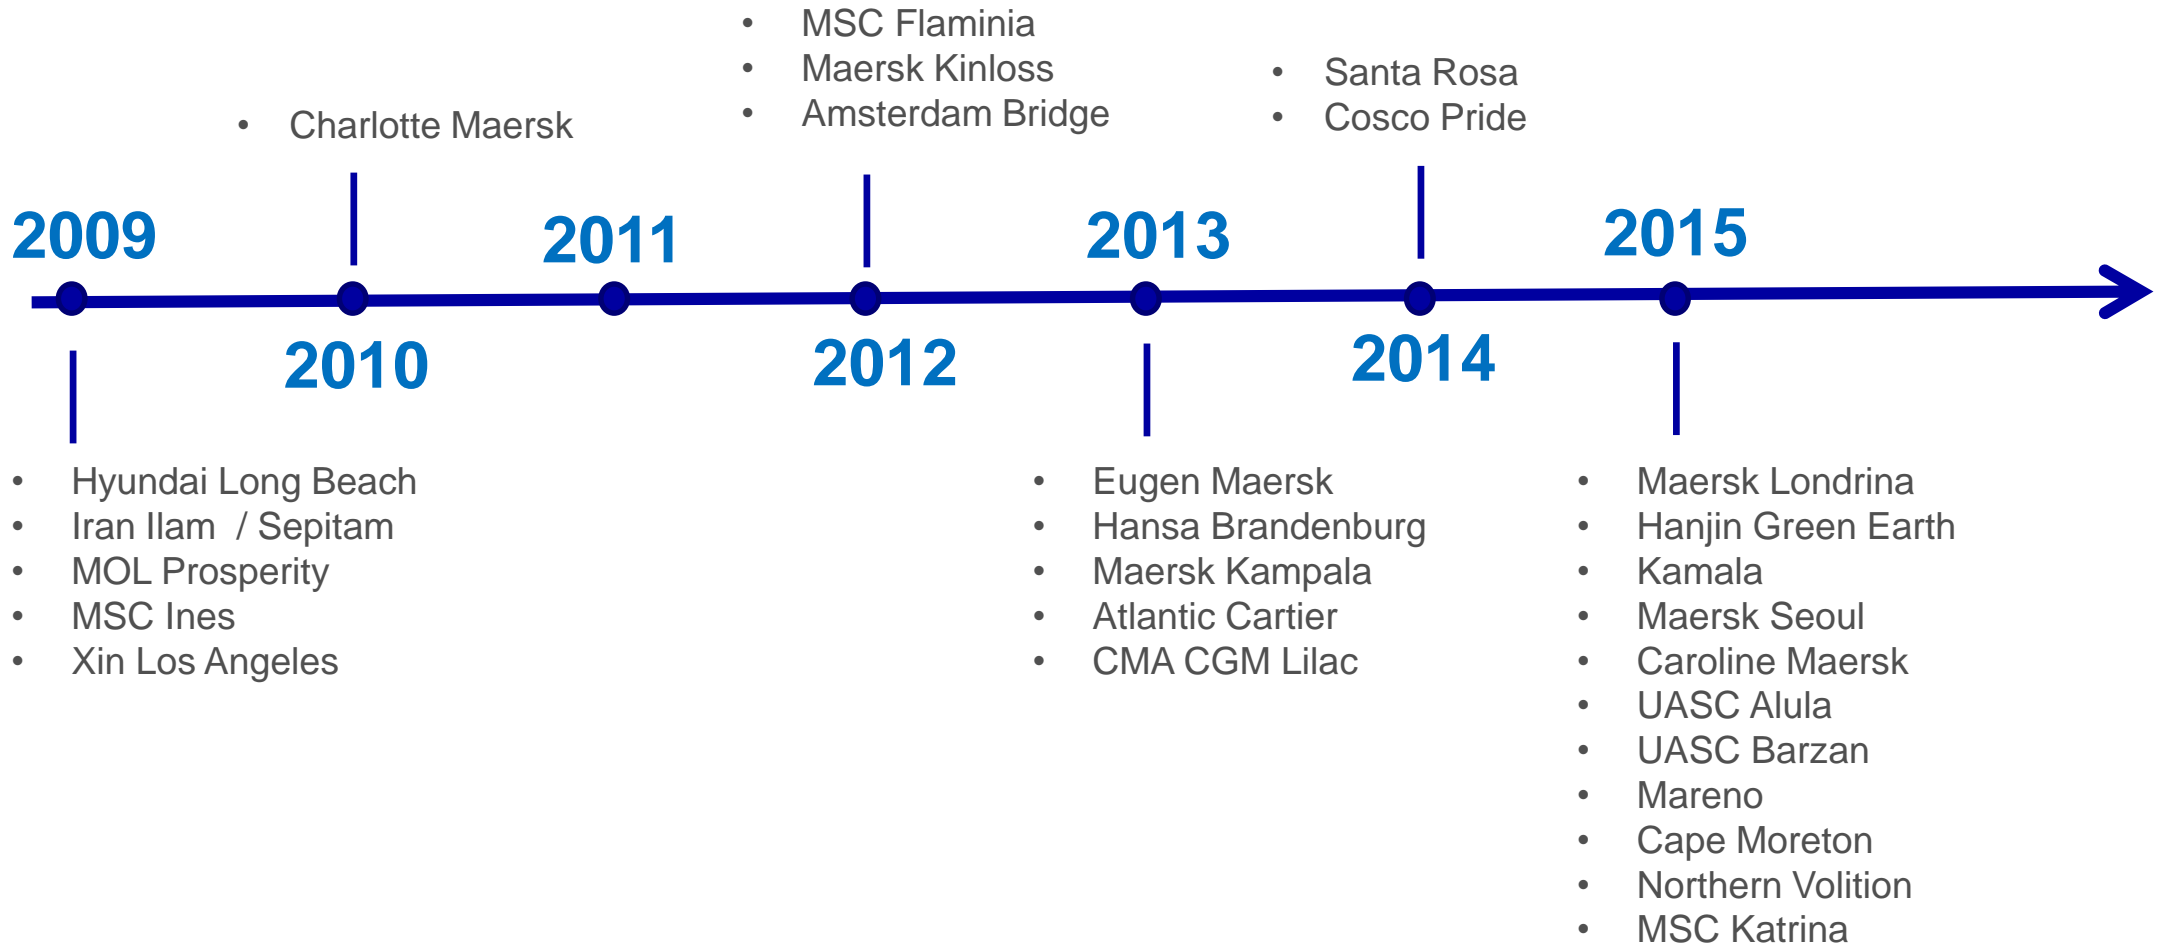 • MSC Flaminia
• Maersk Kinloss
• Amsterdam Bridge
• Santa Rosa
• Cosco Pride
• Charlotte Maersk
2009
2011
2013
2015
2010
2012
2014
• Hyundai Long Beach
• Iran Ilam / Sepitam
• MOL Prosperity
• MSC Ines
• Xin Los Angeles
• Eugen Maersk
• Hansa Brandenburg
• Maersk Kampala
• Atlantic Cartier
• CMA CGM Lilac
• Maersk Londrina
• Hanjin Green Earth
• Kamala
• Maersk Seoul
• Caroline Maersk
• UASC Alula
• UASC Barzan
• Mareno
• Cape Moreton
• Northern Volition
• MSC Katrina